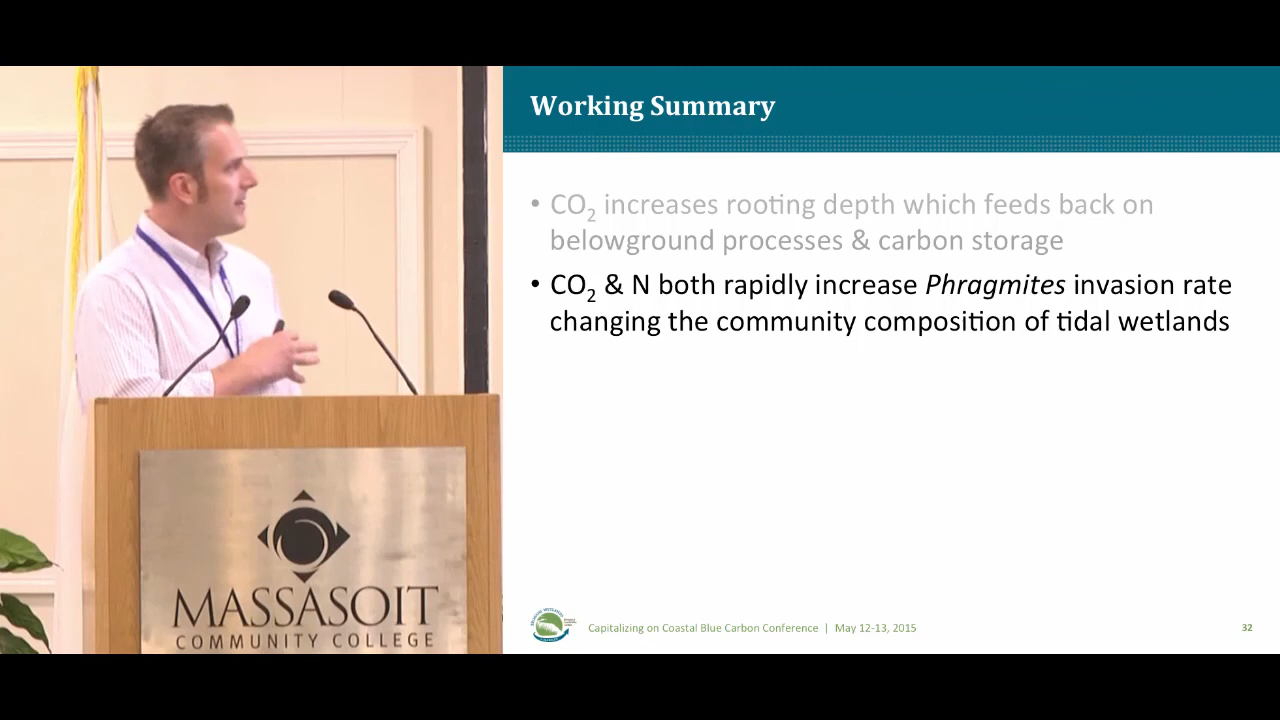 Working Summary
• CO₂ increases rooting depth which feeds back on
belowground processes & carbon storage
• CO₂ & N both rapidly increase Phragmites invasion rate
changing the community composition of tidal wetlands
MASSASOIT
COMMUNITY COLLEGE
Capitalizing on Coastal Blue Carbon Conference | May 12-13, 2015
32